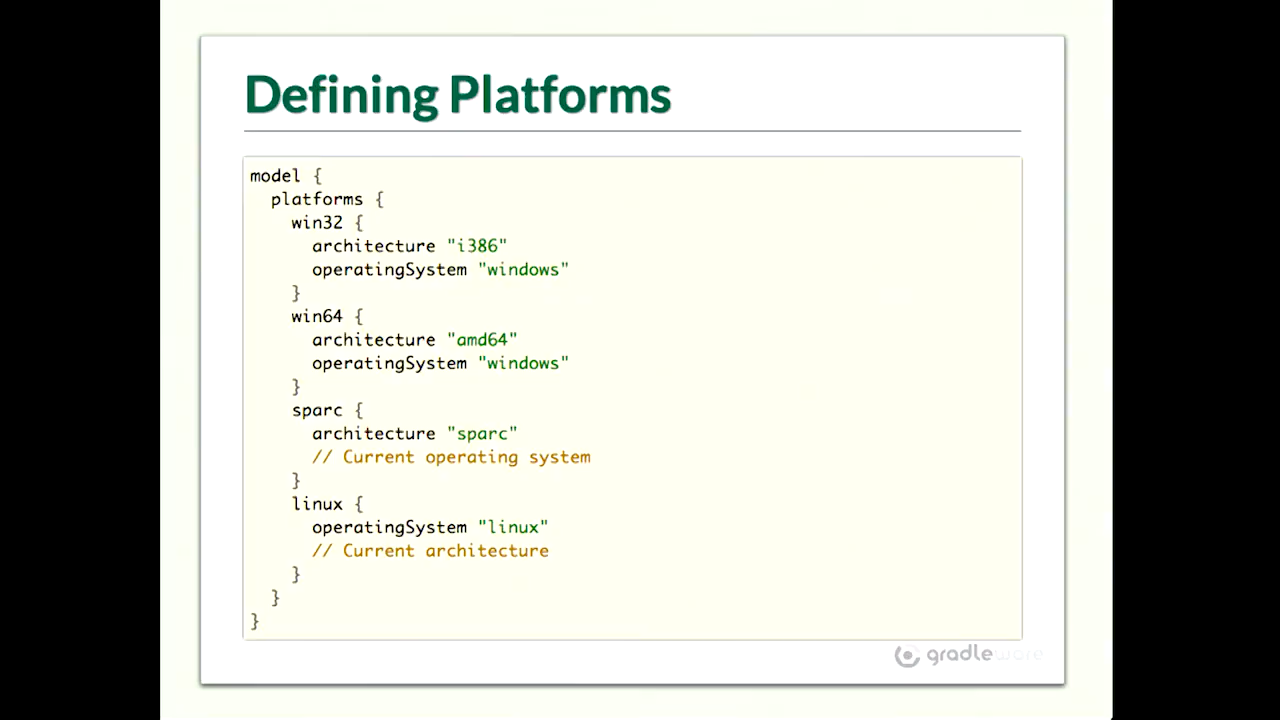 Defining Platforms
model {
  platforms {
    win32 {
      architecture "i386"
      operatingSystem "windows"
    }
    win64 {
      architecture "amd64"
      operatingSystem "windows"
    }
    sparc {
      architecture "sparc"
      // Current operating system
    }
    linux {
      operatingSystem "linux"
      // Current architecture
    }
  }
}
gradleware